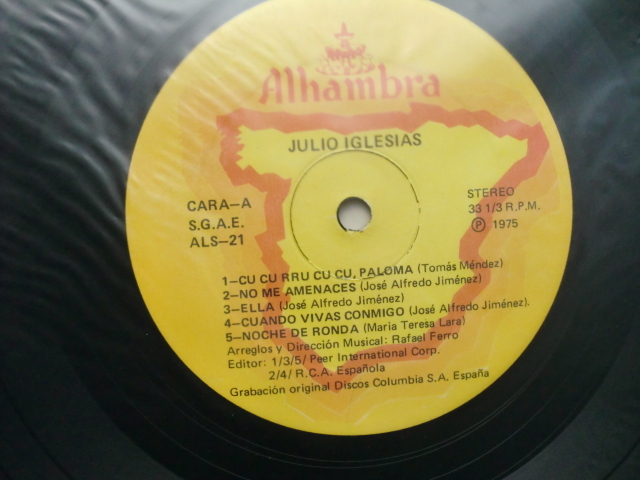 Alhambra
JULIO IGLESIAS
CARA-A
S.G.A.E.
ALS-21
STEREO
33 1/3 R.P.M.
Ⓟ 1975
1-CU CU RRU CU CU, PALOMA (Tomás Méndez)
2-NO ME AMENACES (José Alfredo Jiménez)
3-ELLA (José Alfredo Jiménez)
4-CUANDO VIVAS CONMIGO (José Alfredo Jiménez).
5-NOCHE DE RONDA (Maria Teresa Lara)
Arreglos y Dirección Musical: Rafael Ferro
Editor: 1/3/5/ Peer International Corp.
2/4/ R.C.A. Española
Grabación original Discos Columbia S.A. España